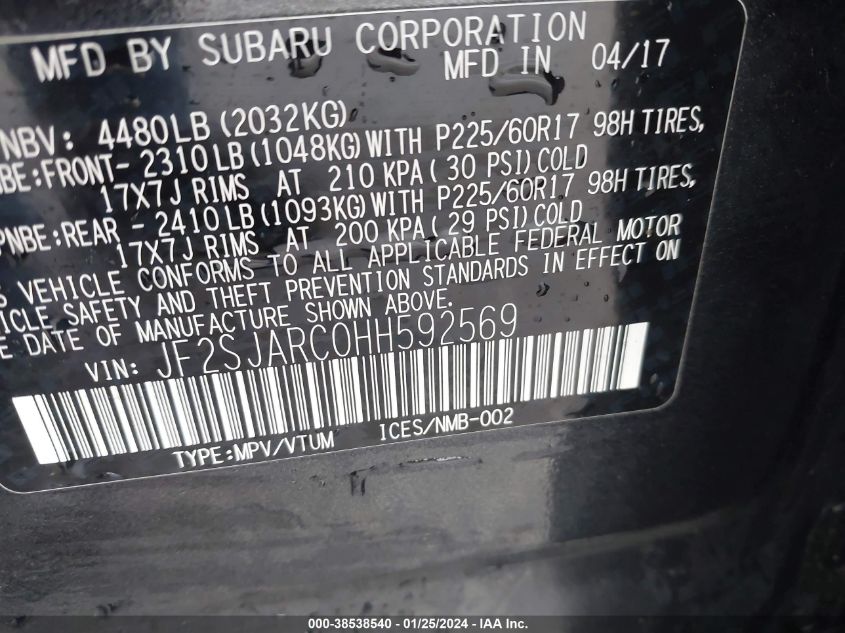 MFD BY SUBARU CORPORATION
MFD IN 04/17
NBV: 4480LB (2032KG)
NBE:FRONT- 2310LB (1048KG) WITH P225/60R17 98H TIRES,
17X7J RIMS AT 210 KPA (30 PSI) COLD
PNBE:REAR - 2410LB (1093KG) WITH P225/60R17 98H TIRES,
17X7J RIMS AT 200 KPA (29 PSI) COLD
S VEHICLE CONFORMS TO ALL APPLICABLE FEDERAL MOTOR
ICLE SAFETY AND THEFT PREVENTION STANDARDS IN EFFECT ON
E DATE OF MANUFACTURE SHOWN ABOVE.
VIN: JF2SJARC0HH592569
TYPE:MPV/VTUM ICES/NMB-002
000-38538540 - 01/25/2024 - IAA Inc.